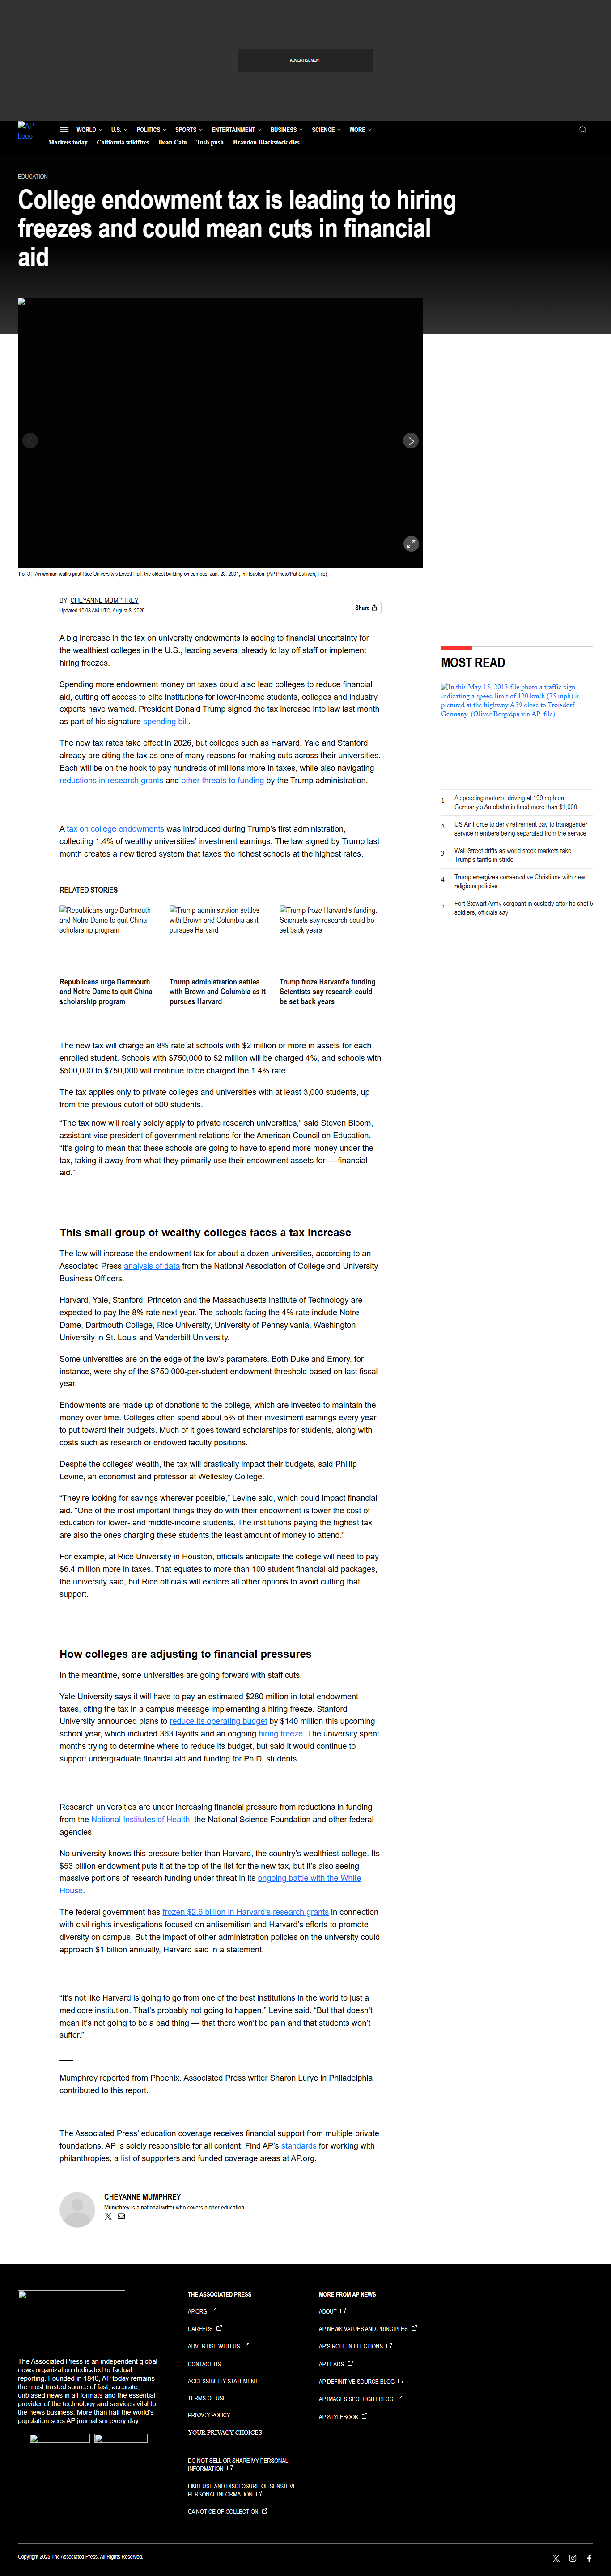 ADVERTISEMENT
AP Logo
WORLD
U.S.
POLITICS
SPORTS
ENTERTAINMENT
BUSINESS
SCIENCE
MORE
Markets today
California wildfires
Dean Cain
Tush push
Brandon Blackstock dies
EDUCATION
College endowment tax is leading to hiring
freezes and could mean cuts in financial
aid
1 of 3 | An woman walks past Rice University's Lovett Hall, the oldest building on campus, Jan. 23, 2001, in Houston. (AP Photo/Pat Sullivan, File)
BY CHEYANNE MUMPHREY
Updated 10:08 AM UTC, August 8, 2025
Share
A big increase in the tax on university endowments is adding to financial uncertainty for
the wealthiest colleges in the U.S., leading several already to lay off staff or implement
hiring freezes.
Spending more endowment money on taxes could also lead colleges to reduce financial
aid, cutting off access to elite institutions for lower-income students, colleges and industry
experts have warned. President Donald Trump signed the tax increase into law last month
as part of his signature spending bill.
The new tax rates take effect in 2026, but colleges such as Harvard, Yale and Stanford
already are citing the tax as one of many reasons for making cuts across their universities.
Each will be on the hook to pay hundreds of millions more in taxes, while also navigating
reductions in research grants and other threats to funding by the Trump administration.
A tax on college endowments was introduced during Trump's first administration,
collecting 1.4% of wealthy universities' investment earnings. The law signed by Trump last
month creates a new tiered system that taxes the richest schools at the highest rates.
RELATED STORIES
Republicans urge Dartmouth
and Notre Dame to quit China
scholarship program
Trump administration settles
with Brown and Columbia as it
pursues Harvard
Trump froze Harvard's funding.
Scientists say research could
be set back years
Republicans urge Dartmouth
and Notre Dame to quit China
scholarship program
Trump administration settles
with Brown and Columbia as it
pursues Harvard
Trump froze Harvard's funding.
Scientists say research could
be set back years
The new tax will charge an 8% rate at schools with $2 million or more in assets for each
enrolled student. Schools with $750,000 to $2 million will be charged 4%, and schools with
$500,000 to $750,000 will continue to be charged the 1.4% rate.
The tax applies only to private colleges and universities with at least 3,000 students, up
from the previous cutoff of 500 students.
"The tax now will really solely apply to private research universities," said Steven Bloom,
assistant vice president of government relations for the American Council on Education.
"It's going to mean that these schools are going to have to spend more money under the
tax, taking it away from what they primarily use their endowment assets for — financial
aid."
This small group of wealthy colleges faces a tax increase
The law will increase the endowment tax for about a dozen universities, according to an
Associated Press analysis of data from the National Association of College and University
Business Officers.
Harvard, Yale, Stanford, Princeton and the Massachusetts Institute of Technology are
expected to pay the 8% rate next year. The schools facing the 4% rate include Notre
Dame, Dartmouth College, Rice University, University of Pennsylvania, Washington
University in St. Louis and Vanderbilt University.
Some universities are on the edge of the law's parameters. Both Duke and Emory, for
instance, were shy of the $750,000-per-student endowment threshold based on last fiscal
year.
Endowments are made up of donations to the college, which are invested to maintain the
money over time. Colleges often spend about 5% of their investment earnings every year
to put toward their budgets. Much of it goes toward scholarships for students, along with
costs such as research or endowed faculty positions.
Despite the colleges' wealth, the tax will drastically impact their budgets, said Phillip
Levine, an economist and professor at Wellesley College.
"They're looking for savings wherever possible," Levine said, which could impact financial
aid. "One of the most important things they do with their endowment is lower the cost of
education for lower- and middle-income students. The institutions paying the highest tax
are also the ones charging these students the least amount of money to attend."
For example, at Rice University in Houston, officials anticipate the college will need to pay
$6.4 million more in taxes. That equates to more than 100 student financial aid packages,
the university said, but Rice officials will explore all other options to avoid cutting that
support.
How colleges are adjusting to financial pressures
In the meantime, some universities are going forward with staff cuts.
Yale University says it will have to pay an estimated $280 million in total endowment
taxes, citing the tax in a campus message implementing a hiring freeze. Stanford
University announced plans to reduce its operating budget by $140 million this upcoming
school year, which included 363 layoffs and an ongoing hiring freeze. The university spent
months trying to determine where to reduce its budget, but said it would continue to
support undergraduate financial aid and funding for Ph.D. students.
Research universities are under increasing financial pressure from reductions in funding
from the National Institutes of Health, the National Science Foundation and other federal
agencies.
No university knows this pressure better than Harvard, the country's wealthiest college. Its
$53 billion endowment puts it at the top of the list for the new tax, but it's also seeing
massive portions of research funding under threat in its ongoing battle with the White
House.
The federal government has frozen $2.6 billion in Harvard's research grants in connection
with civil rights investigations focused on antisemitism and Harvard's efforts to promote
diversity on campus. But the impact of other administration policies on the university could
approach $1 billion annually, Harvard said in a statement.
"It's not like Harvard is going to go from one of the best institutions in the world to just a
mediocre institution. That's probably not going to happen," Levine said. "But that doesn't
mean it's not going to be a bad thing — that there won't be pain and that students won't
suffer."
___
Mumphrey reported from Phoenix. Associated Press writer Sharon Lurye in Philadelphia
contributed to this report.
___
The Associated Press' education coverage receives financial support from multiple private
foundations. AP is solely responsible for all content. Find AP's standards for working with
philanthropies, a list of supporters and funded coverage areas at AP.org.
CHEYANNE MUMPHREY
Mumphrey is a national writer who covers higher education.
MOST READ
In this May 15, 2013 file photo a traffic sign
indicating a speed limit of 120 km/h (75 mph) is
pictured at the highway A59 close to Troisdorf,
Germany. (Oliver Berg/dpa via AP, file)
1 A speeding motorist driving at 199 mph on
Germany's Autobahn is fined more than $1,000
2 US Air Force to deny retirement pay to transgender
service members being separated from the service
3 Wall Street drifts as world stock markets take
Trump's tariffs in stride
4 Trump energizes conservative Christians with new
religious policies
5 Fort Stewart Army sergeant in custody after he shot 5
soldiers, officials say
The Associated Press is an independent global
news organization dedicated to factual
reporting. Founded in 1846, AP today remains
the most trusted source of fast, accurate,
unbiased news in all formats and the essential
provider of the technology and services vital to
the news business. More than half the world's
population sees AP journalism every day.
THE ASSOCIATED PRESS
AP.ORG
CAREERS
ADVERTISE WITH US
CONTACT US
ACCESSIBILITY STATEMENT
TERMS OF USE
PRIVACY POLICY
YOUR PRIVACY CHOICES
DO NOT SELL OR SHARE MY PERSONAL
INFORMATION
LIMIT USE AND DISCLOSURE OF SENSITIVE
PERSONAL INFORMATION
CA NOTICE OF COLLECTION
MORE FROM AP NEWS
ABOUT
AP NEWS VALUES AND PRINCIPLES
AP'S ROLE IN ELECTIONS
AP LEADS
AP DEFINITIVE SOURCE BLOG
AP IMAGES SPOTLIGHT BLOG
AP STYLEBOOK
Copyright 2025 The Associated Press. All Rights Reserved.